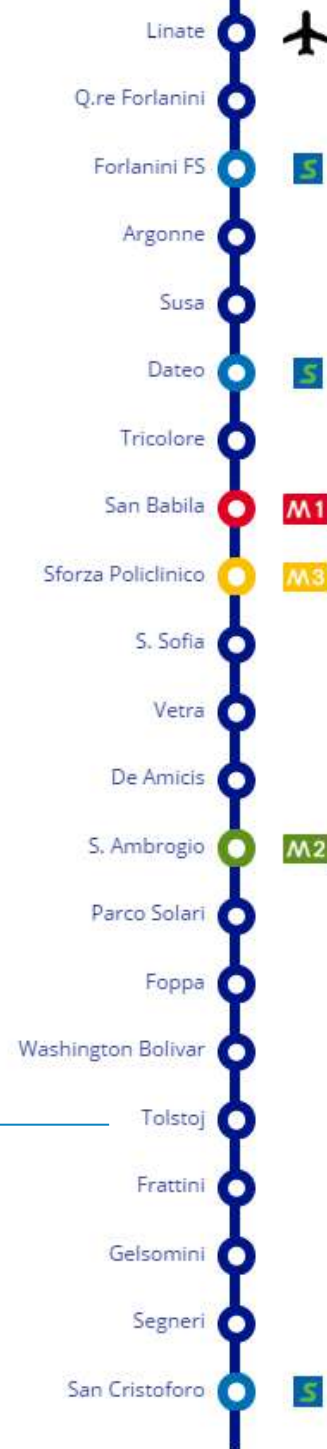 Linate
Q.re Forlanini
Forlanini FS S
Argonne
Susa
Dateo S
Tricolore
San Babila M1
Sforza Policlinico M3
S. Sofia
Vetra
De Amicis
S. Ambrogio M2
Parco Solari
Foppa
Washington Bolivar
Tolstoj
Frattini
Gelsomini
Segneri
San Cristoforo S